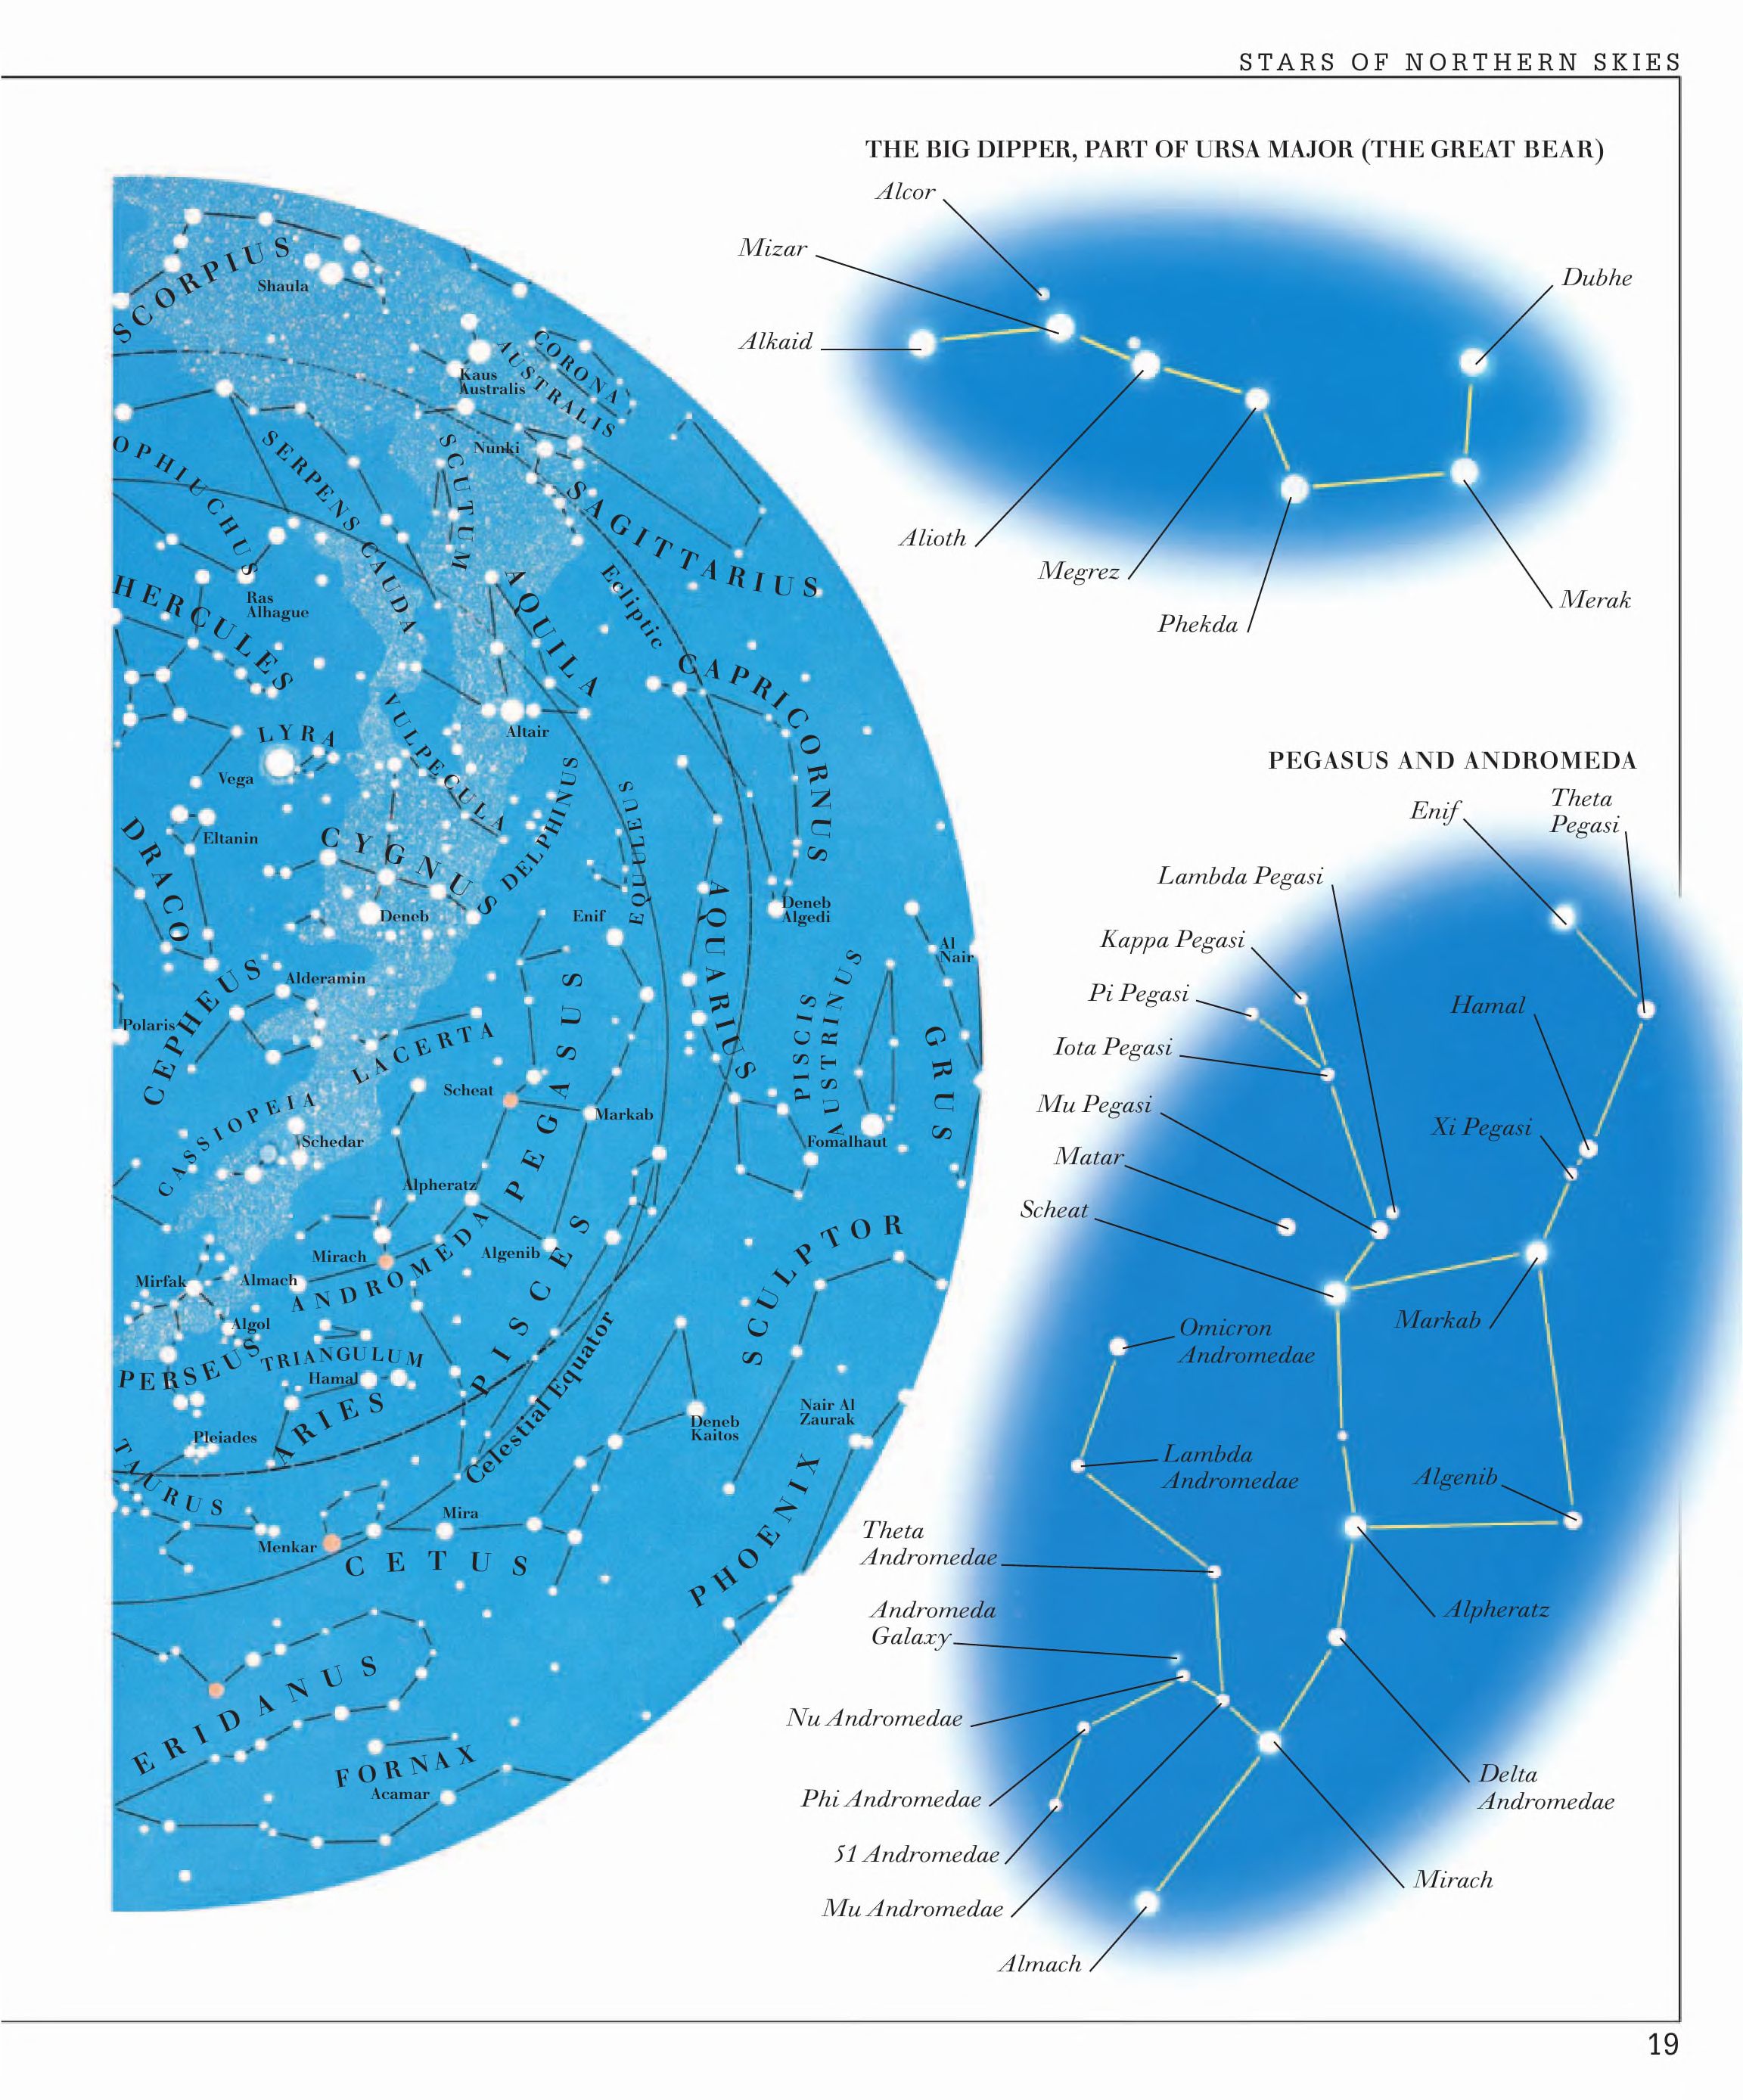 STARS OF NORTHERN SKIES
SCORPIUS
Shaula
CORONA
AUSTRALIS
Kaus
Australis
Nunki
SCUTUM
SERPENS CAUDA
OPHIUCHUS
SAGITTARIUS
Ras
Alhague
HERCULES
AQUILA
Ecliptic
CAPRICORNUS
LYRA
Vega
VULPECULA
Altair
DELPHINUS
EQUULEUS
Eltanin
DRACO
CYGNUS
Deneb
Enif
AQUARIUS
Deneb
Algedi
Al
Nair
CEPHEUS
Alderamin
Polaris
LACERTA
PEGASUS
PISCIS
AUSTRINUS
GRUS
Scheat
Markab
CASSIOPEIA
Schedar
Fomalhaut
Alpheratz
Mirach
Algenib
ANDROMEDA
PISCES
SCULPTOR
Mirfak
Almach
Algol
PERSEUS
TRIANGULUM
Hamal
ARIES
Celestial Equator
Deneb
Kaitos
Nair Al
Zaurak
Pleiades
TAURUS
Mira
Menkar
CETUS
PHOENIX
ERIDANUS
FORNAX
Acamar
THE BIG DIPPER, PART OF URSA MAJOR (THE GREAT BEAR)
Alcor
Mizar
Alkaid
Dubhe
Alioth
Megrez
Phekda
Merak
PEGASUS AND ANDROMEDA
Enif
Theta
Pegasi
Lambda Pegasi
Kappa Pegasi
Pi Pegasi
Hamal
Iota Pegasi
Mu Pegasi
Xi Pegasi
Matar
Scheat
Markab
Omicron
Andromedae
Lambda
Andromedae
Algenib
Theta
Andromedae
Alpheratz
Andromeda
Galaxy
Nu Andromedae
Delta
Andromedae
Phi Andromedae
51 Andromedae
Mirach
Mu Andromedae
Almach
19